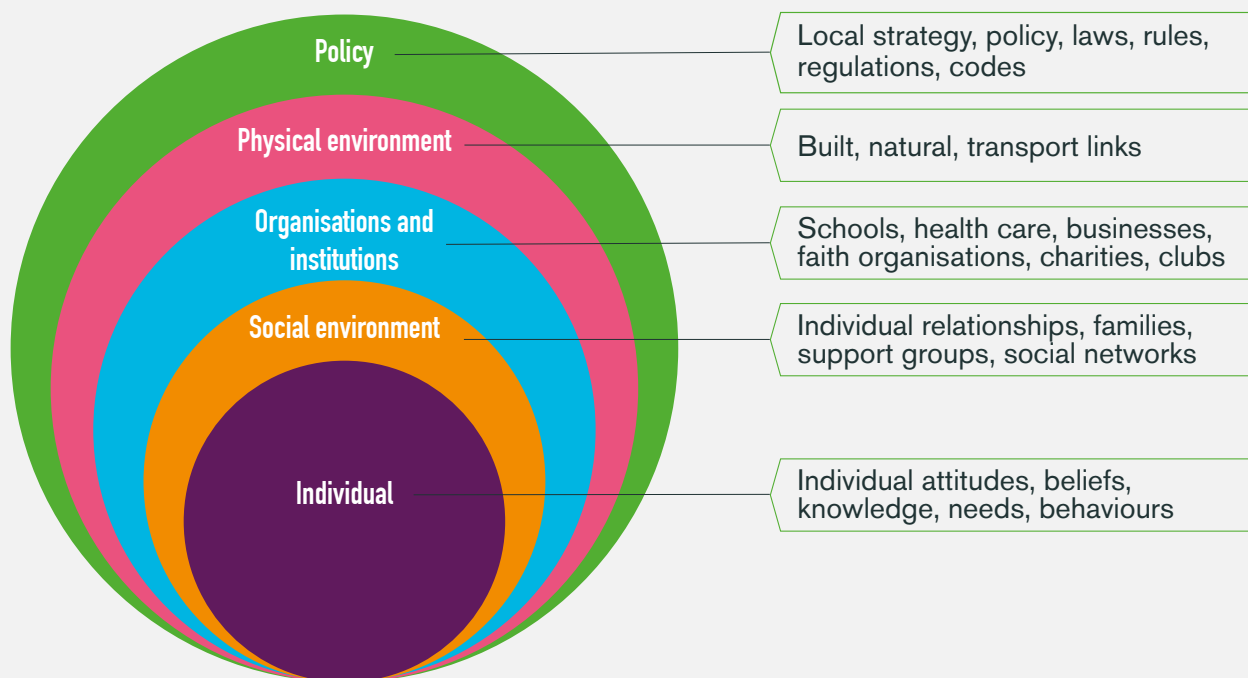 Policy
Local strategy, policy, laws, rules,
regulations, codes
Physical environment
Built, natural, transport links
Organisations and
institutions
Schools, health care, businesses,
faith organisations, charities, clubs
Social environment
Individual relationships, families,
support groups, social networks
Individual
Individual attitudes, beliefs,
knowledge, needs, behaviours